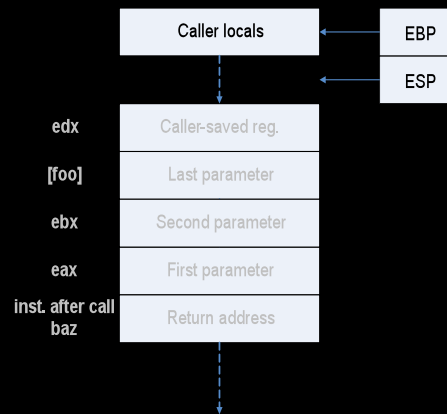 Caller locals
EBP
ESP
edx
Caller-saved reg.
[foo]
Last parameter
ebx
Second parameter
eax
First parameter
inst. after call
baz
Return address